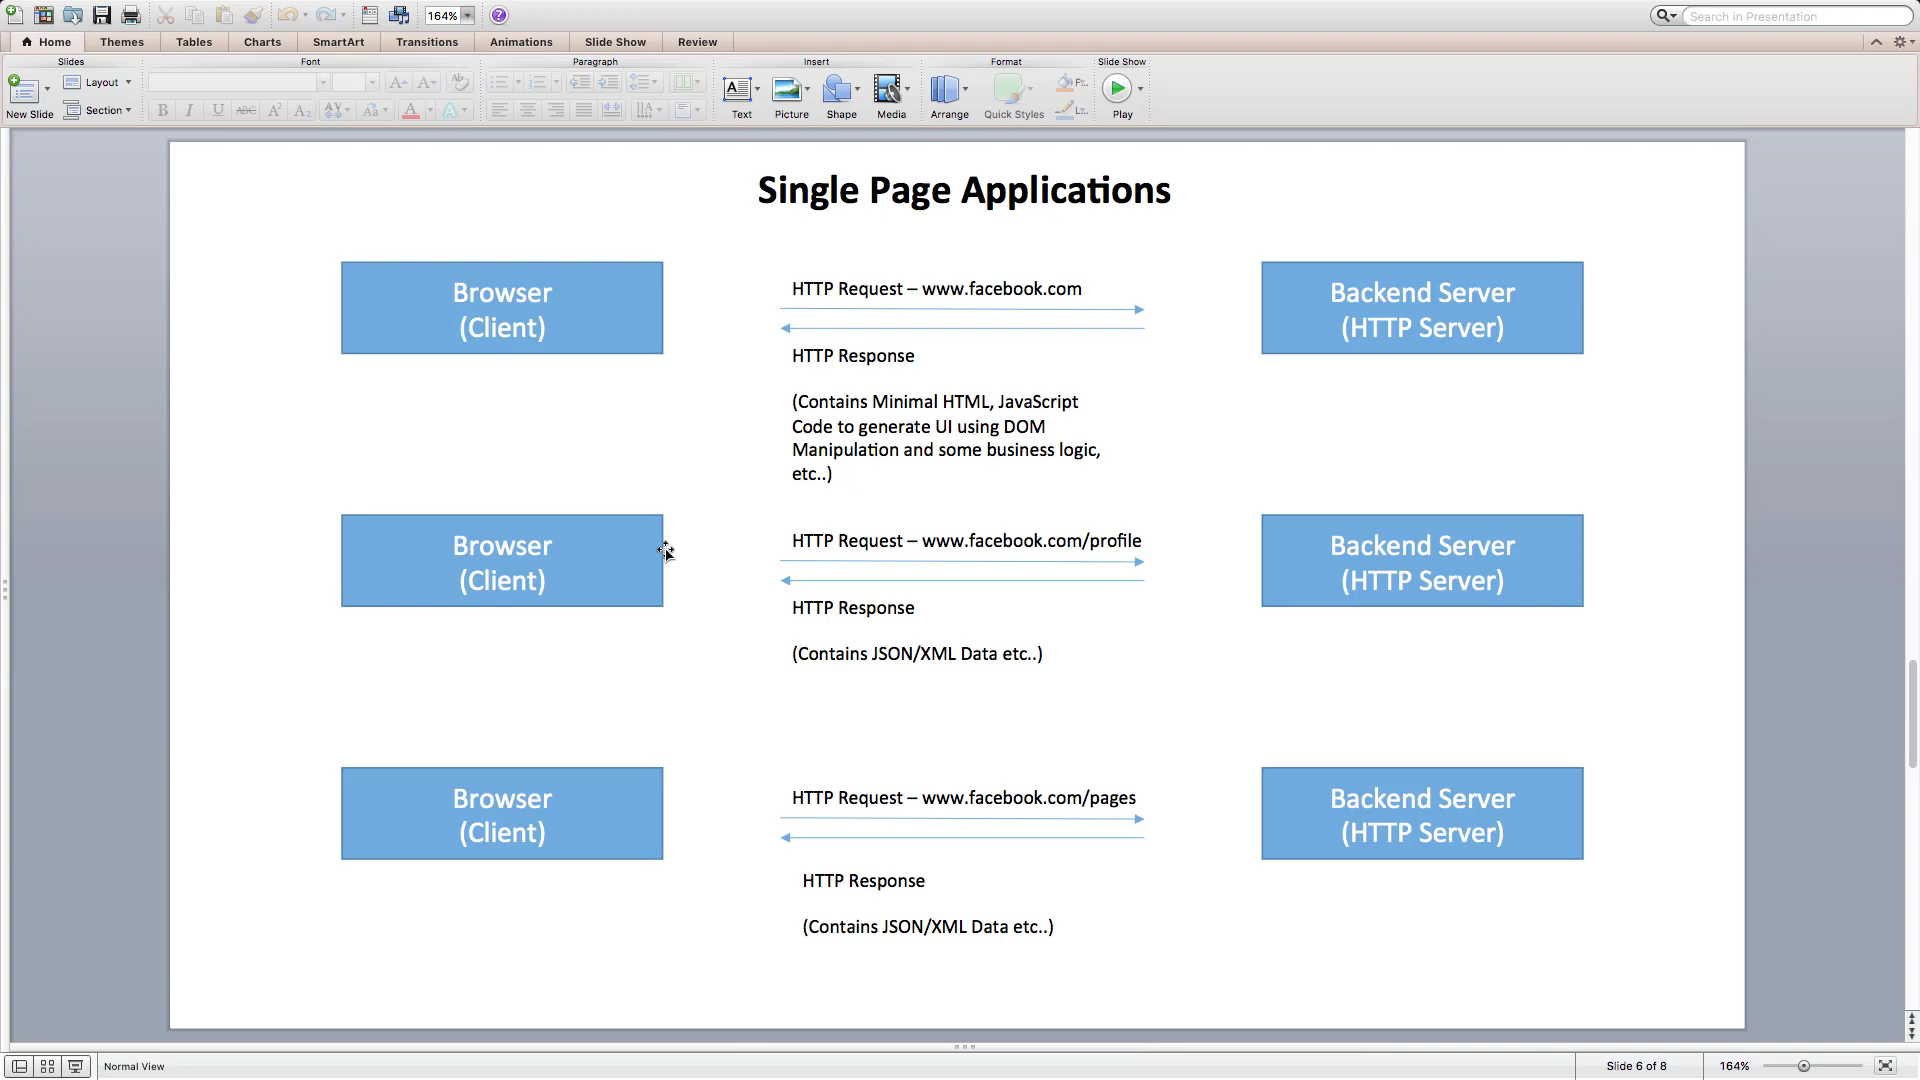 164%
Search in Presentation
Home Themes Tables Charts SmartArt Transitions Animations Slide Show Review
Slides Font Paragraph Insert Format Slide Show
Layout
Section
New Slide
B I U ABC A² A₂ AV Aa A A
Text Picture Shape Media Arrange Quick Styles Play
Single Page Applications
Browser
(Client)
HTTP Request – www.facebook.com
HTTP Response
(Contains Minimal HTML, JavaScript
Code to generate UI using DOM
Manipulation and some business logic,
etc..)
Backend Server
(HTTP Server)
Browser
(Client)
HTTP Request – www.facebook.com/profile
HTTP Response
(Contains JSON/XML Data etc..)
Backend Server
(HTTP Server)
Browser
(Client)
HTTP Request – www.facebook.com/pages
HTTP Response
(Contains JSON/XML Data etc..)
Backend Server
(HTTP Server)
Normal View
Slide 6 of 8
164%